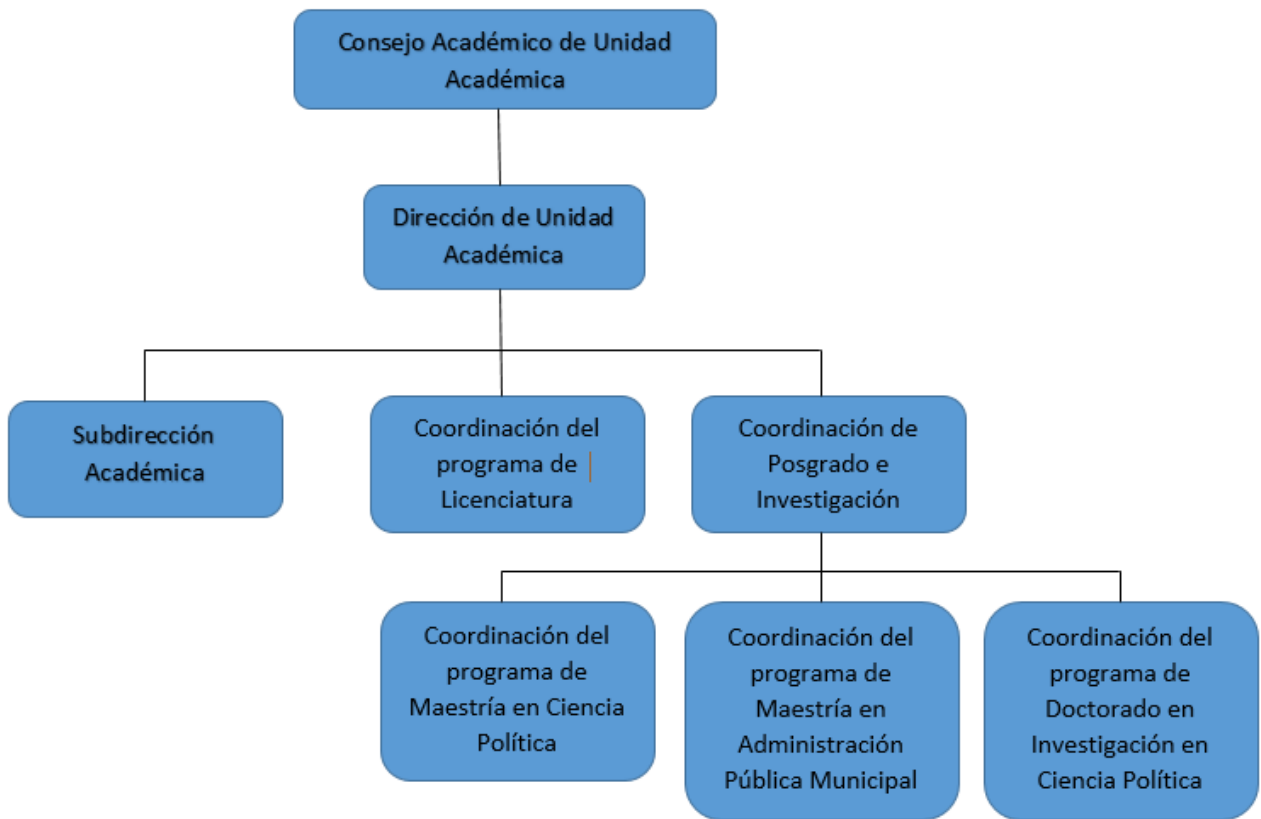 Consejo Académico de Unidad
Académica
Dirección de Unidad
Académica
Subdirección
Académica
Coordinación del
programa de
Licenciatura
Coordinación de
Posgrado e
Investigación
Coordinación del
programa de
Maestría en Ciencia
Política
Coordinación del
programa de
Maestría en
Administración
Pública Municipal
Coordinación del
programa de
Doctorado en
Investigación en
Ciencia Política